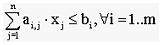 n
∑ a_{i,j} · x_j ≤ b_i, ∀i=1..m
j=1